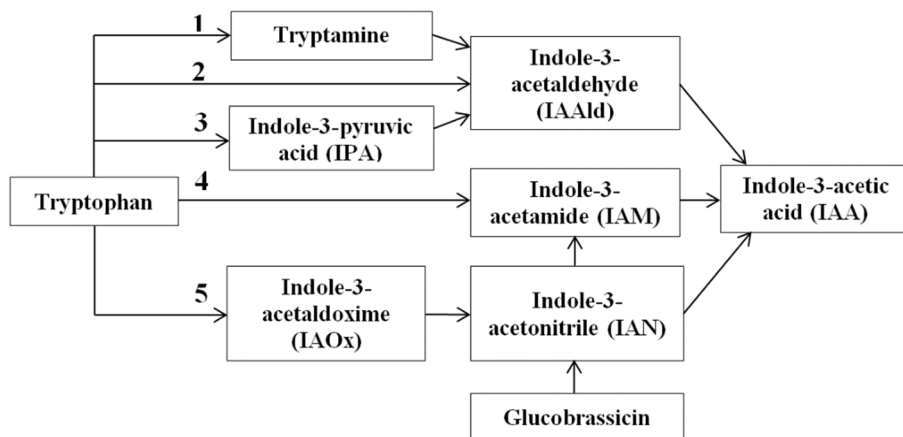 1
Tryptamine
2
Indole-3-
acetaldehyde
(IAAld)
3
Indole-3-pyruvic
acid (IPA)
Tryptophan
4
Indole-3-
acetamide (IAM)
Indole-3-acetic
acid (IAA)
5
Indole-3-
acetaldoxime
(IAOx)
Indole-3-
acetonitrile (IAN)
Glucobrassicin